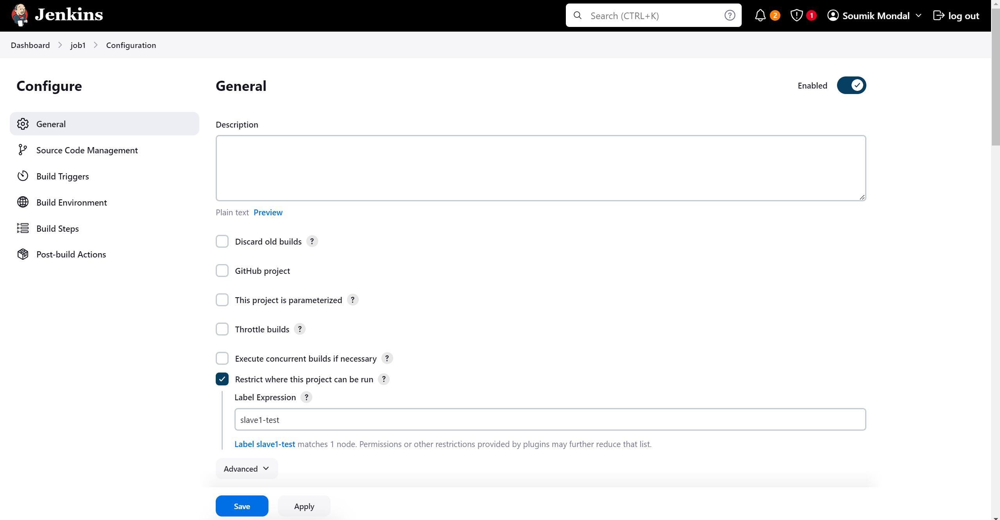 Jenkins
Search (CTRL+K)
?
2
1
Soumik Mondal
log out
Dashboard
job1
Configuration
Configure
General
Source Code Management
Build Triggers
Build Environment
Build Steps
Post-build Actions
General
Enabled
Description
Plain text Preview
Discard old builds ?
GitHub project
This project is parameterized ?
Throttle builds ?
Execute concurrent builds if necessary ?
Restrict where this project can be run ?
Label Expression ?
slave1-test
Label slave1-test matches 1 node. Permissions or other restrictions provided by plugins may further reduce that list.
Advanced
Save
Apply